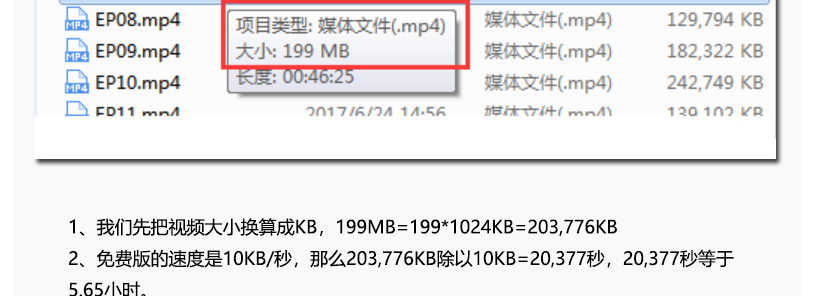 EP08.mp4 项目类型: 媒体文件(.mp4) 媒体文件(.mp4) 129,794 KB
EP09.mp4 大小: 199 MB 媒体文件(.mp4) 182,322 KB
EP10.mp4 长度: 00:46:25 媒体文件(.mp4) 242,749 KB
EP11.mp4 2017/6/24 14:56 媒体文件(.mp4) 139,102 KB
1、我们先把视频大小换算成KB，199MB=199*1024KB=203,776KB
2、免费版的速度是10KB/秒，那么203,776KB除以10KB=20,377秒，20,377秒等于
5.65小时。